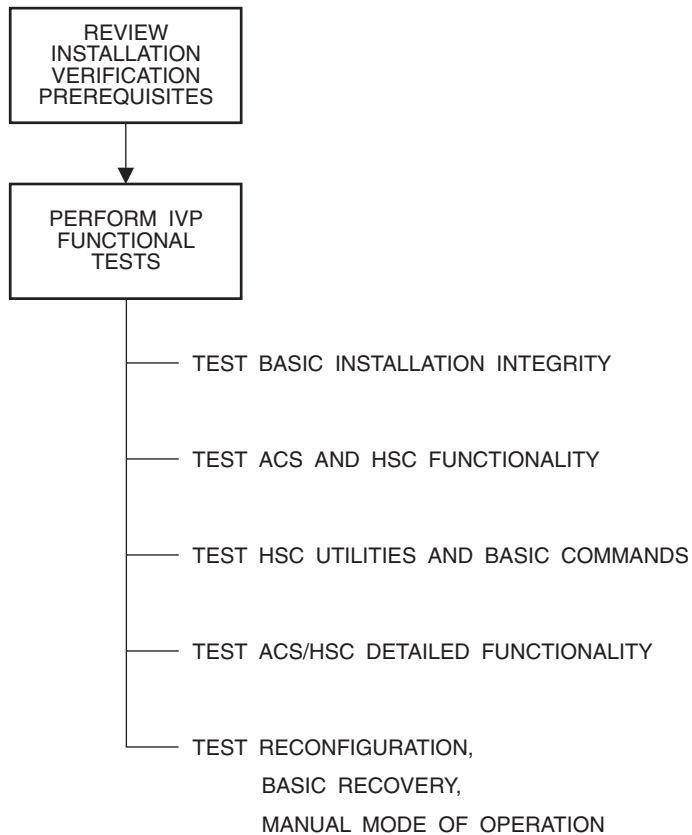 REVIEW
INSTALLATION
VERIFICATION
PREREQUISITES
PERFORM IVP
FUNCTIONAL
TESTS
TEST BASIC INSTALLATION INTEGRITY
TEST ACS AND HSC FUNCTIONALITY
TEST HSC UTILITIES AND BASIC COMMANDS
TEST ACS/HSC DETAILED FUNCTIONALITY
TEST RECONFIGURATION,
BASIC RECOVERY,
MANUAL MODE OF OPERATION